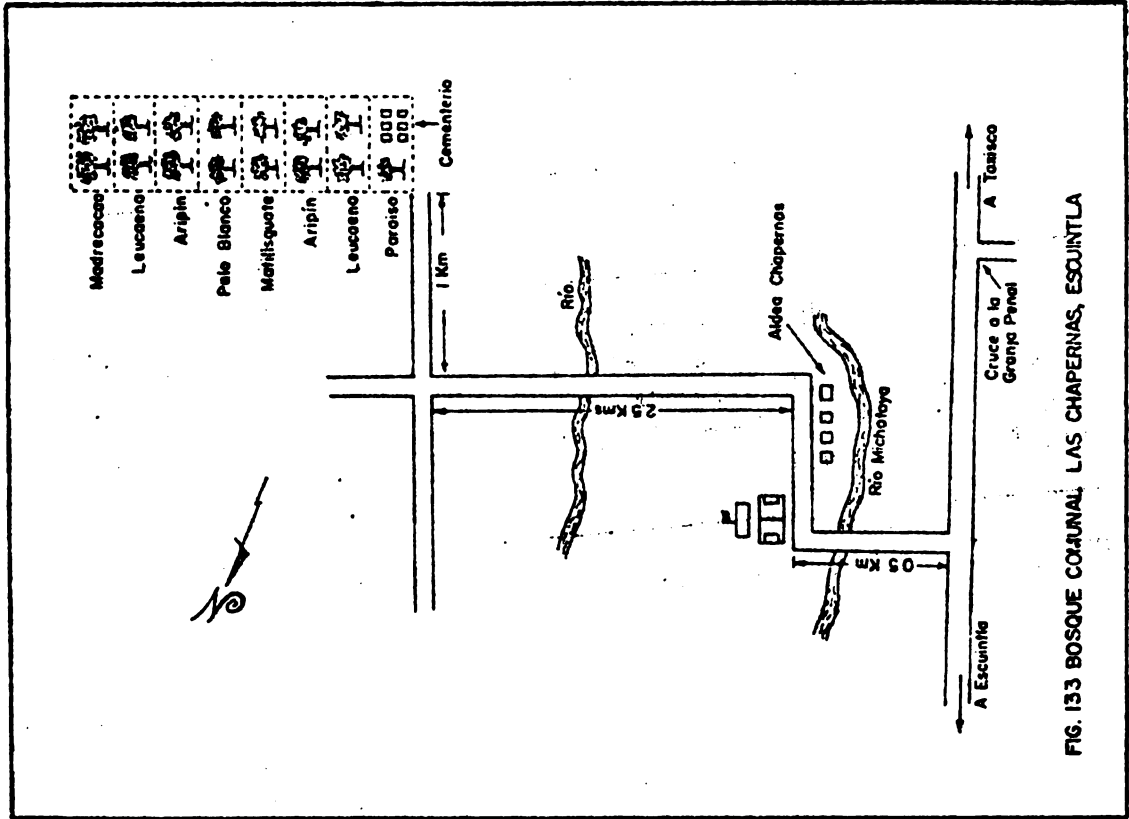 Madrecacao
Leucaena
Aripin
Palo Blanco
Matilisguate
Aripín
Leucaena
Paraiso
Cementerio
1 Km
N
Río.
2.5 Kms
Aldea Chapernas
Río Michatoya
0.5 Km
A Escuintla
A Taxisco
Cruce a la
Granja Penal
FIG. 133 BOSQUE COMUNAL LAS CHAPERNAS, ESCUINTLA